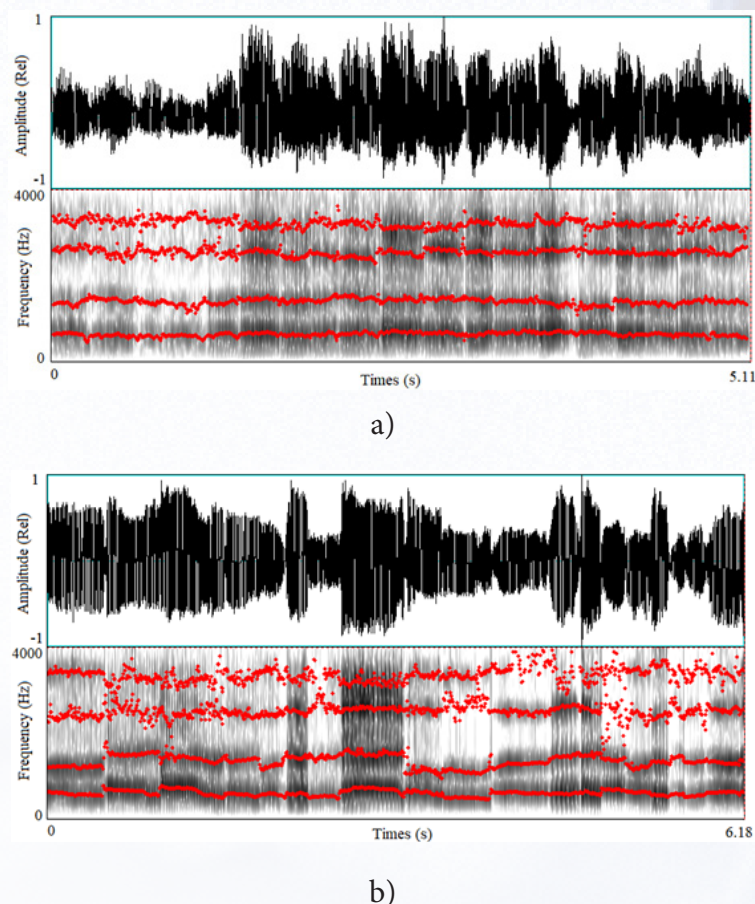 1
Amplitude (Rel)
-1
4000
Frequency (Hz)
0
0
Times (s)
5.11
a)
1
Amplitude (Rel)
-1
4000
Frequency (Hz)
0
0
Times (s)
6.18
b)